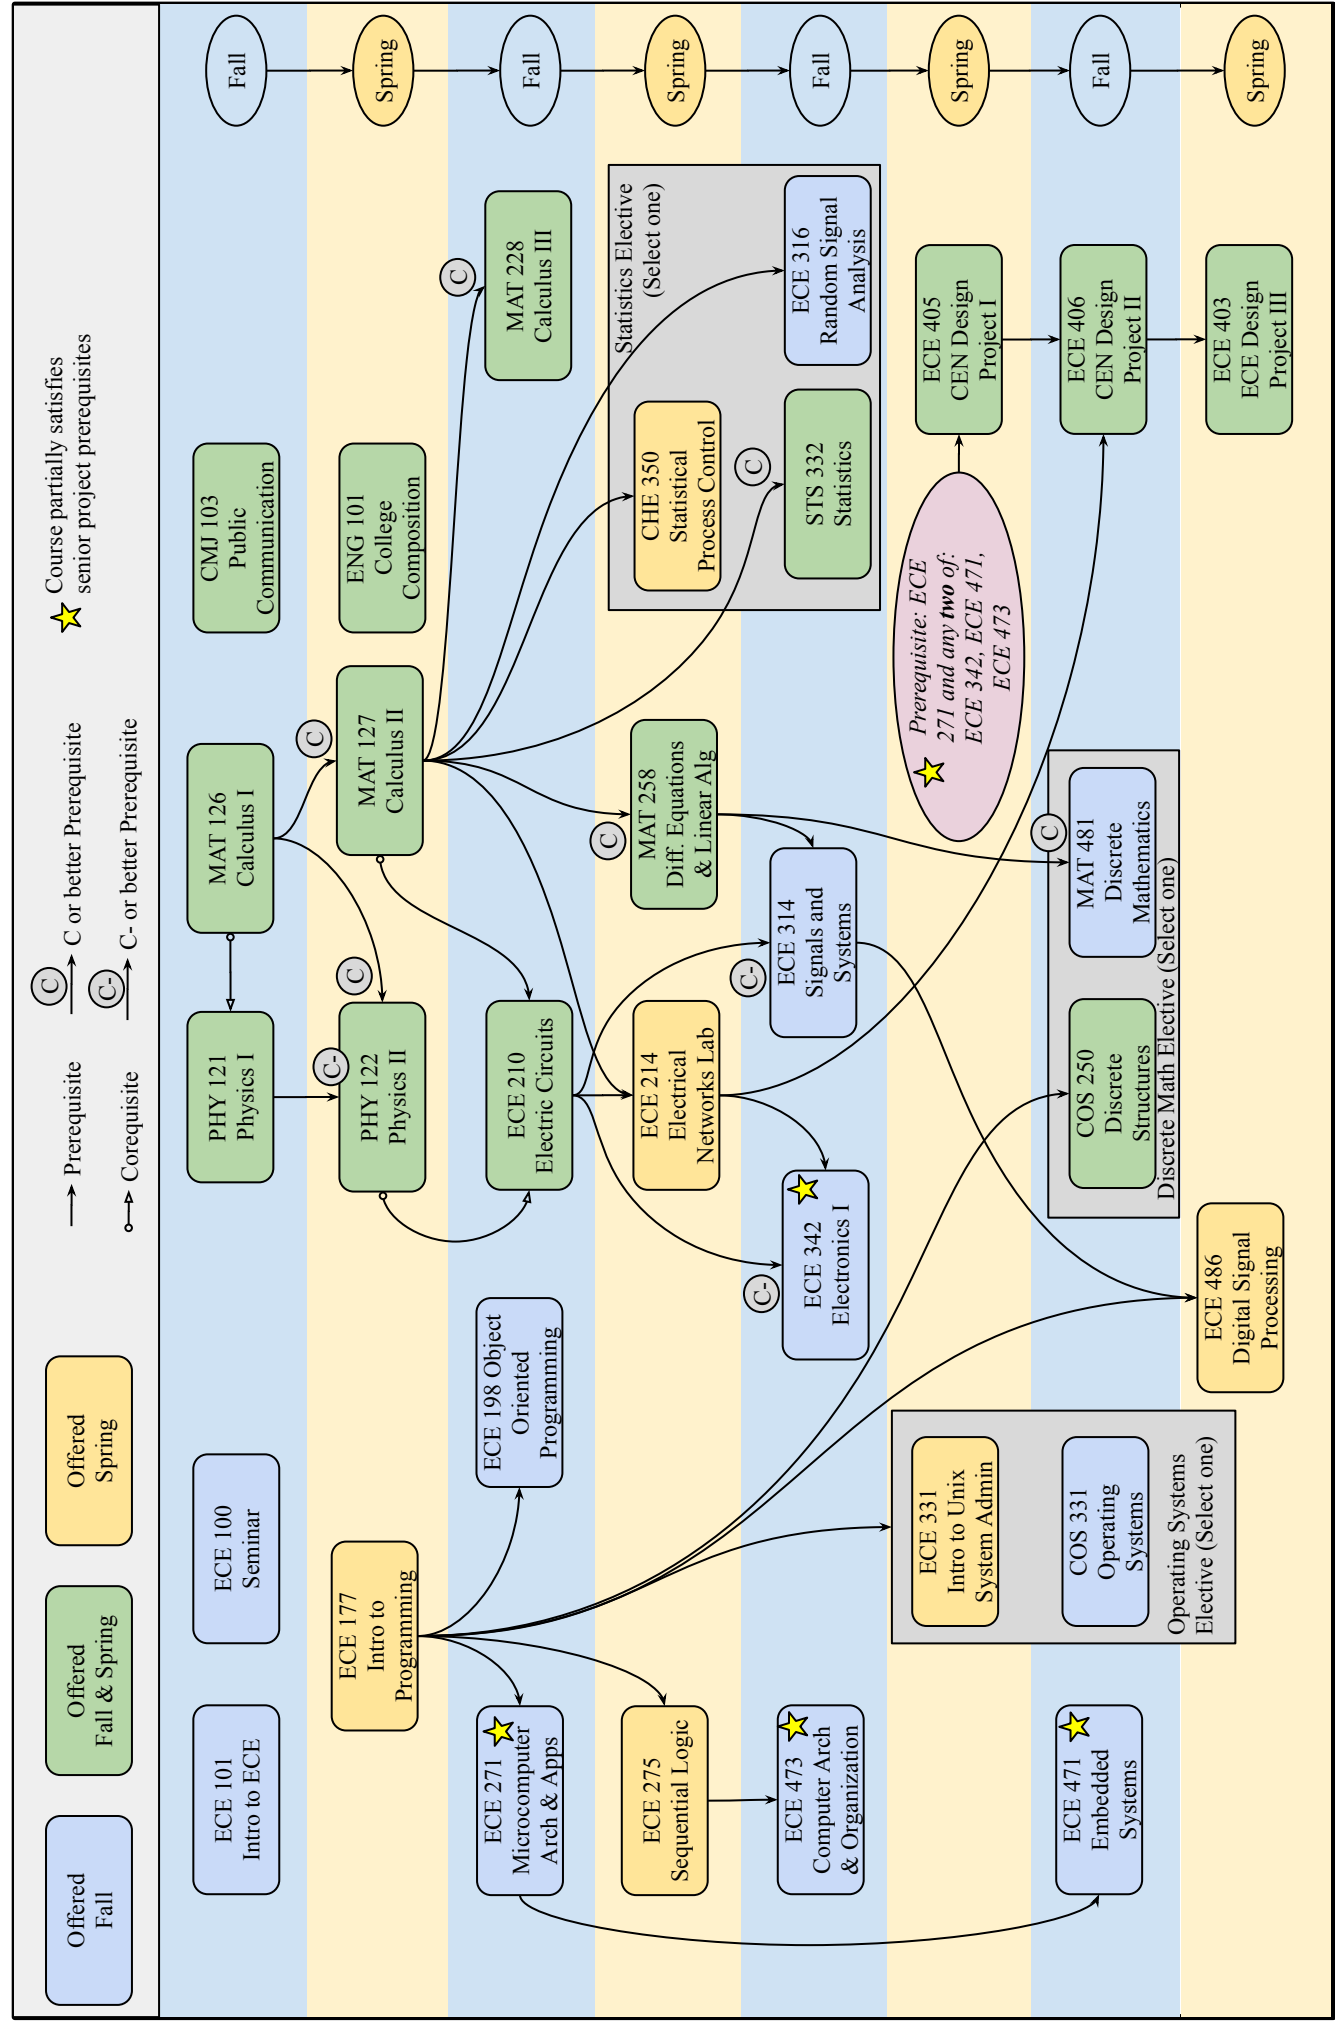 Offered
Fall
Offered
Fall & Spring
Offered
Spring
Prerequisite
Corequisite
C
C or better Prerequisite
C-
C- or better Prerequisite
Course partially satisfies
senior project prerequisites
ECE 101
Intro to ECE
ECE 100
Seminar
PHY 121
Physics I
MAT 126
Calculus I
CMJ 103
Public
Communication
Fall
ECE 177
Intro to
Programming
C-
PHY 122
Physics II
C
C
MAT 127
Calculus II
ENG 101
College
Composition
Spring
ECE 271
Microcomputer
Arch & Apps
ECE 198 Object
Oriented
Programming
ECE 210
Electric Circuits
C
MAT 228
Calculus III
Fall
ECE 275
Sequential Logic
ECE 214
Electrical
Networks Lab
C
MAT 258
Diff. Equations
& Linear Alg
Statistics Elective
(Select one)
CHE 350
Statistical
Process Control
Spring
ECE 473
Computer Arch
& Organization
C-
ECE 342
Electronics I
C-
ECE 314
Signals and
Systems
C
STS 332
Statistics
ECE 316
Random Signal
Analysis
Fall
ECE 331
Intro to Unix
System Admin
Prerequisite: ECE
271 and any two of:
ECE 342, ECE 471,
ECE 473
ECE 405
CEN Design
Project I
Spring
ECE 471
Embedded
Systems
COS 331
Operating
Systems
Operating Systems
Elective (Select one)
COS 250
Discrete
Structures
C
MAT 481
Discrete
Mathematics
Discrete Math Elective (Select one)
ECE 406
CEN Design
Project II
Fall
ECE 486
Digital Signal
Processing
ECE 403
ECE Design
Project III
Spring